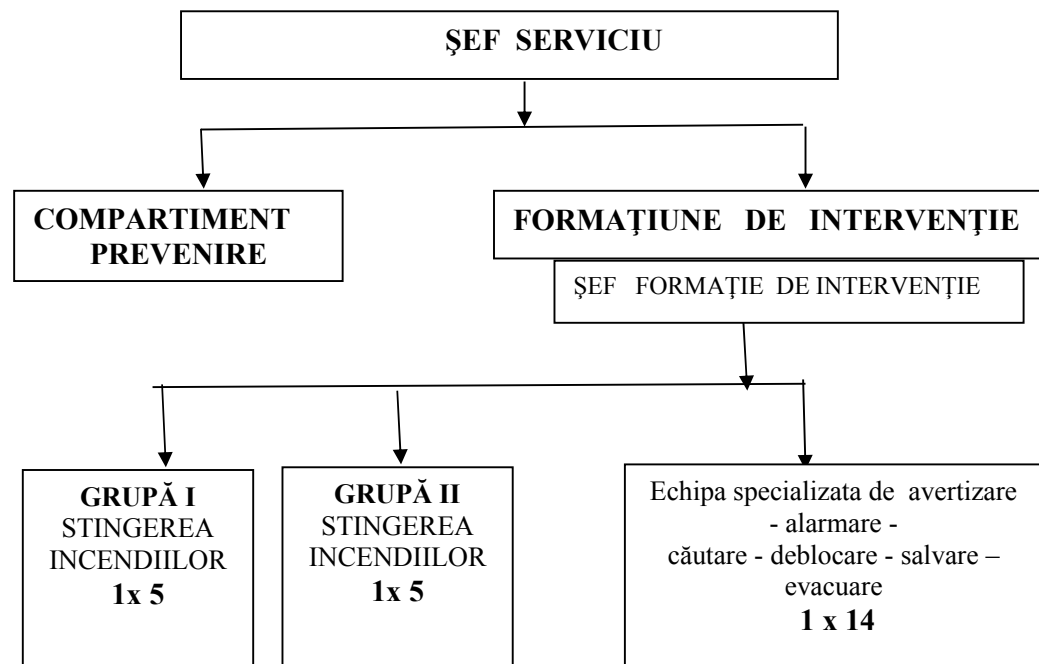 ŞEF SERVICIU
COMPARTIMENT
PREVENIRE
FORMAŢIUNE DE INTERVENŢIE
ŞEF FORMAŢIE DE INTERVENŢIE
GRUPĂ I
STINGEREA
INCENDIILOR
1x 5
GRUPĂ II
STINGEREA
INCENDIILOR
1x 5
Echipa specializata de avertizare
- alarmare -
căutare - deblocare - salvare –
evacuare
1 x 14